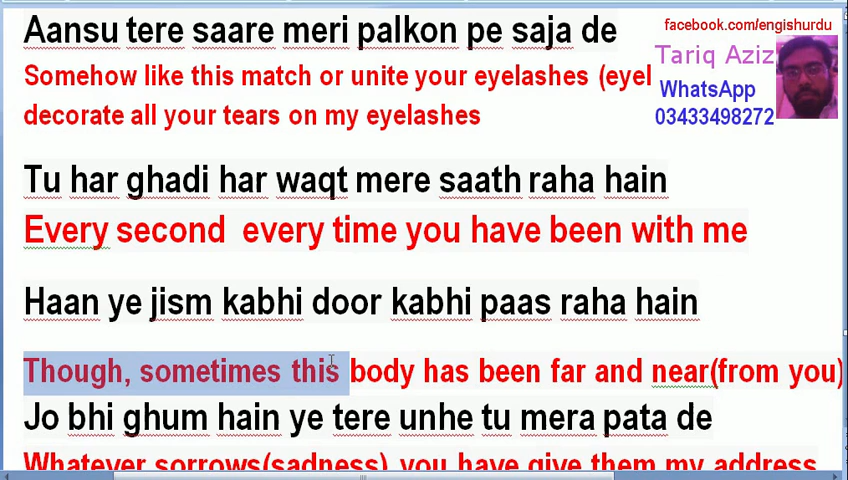 Aansu tere saare meri palkon pe saja de
facebook.com/engishurdu
Tariq Aziz
Somehow like this match or unite your eyelashes (eyel
WhatsApp
decorate all your tears on my eyelashes
03433498272
Tu har ghadi har waqt mere saath raha hain
Every second every time you have been with me
Haan ye jism kabhi door kabhi paas raha hain
Though, sometimes this body has been far and near(from you)
Jo bhi ghum hain ye tere unhe tu mera pata de
Whatever sorrows(sadness) you have give them my address